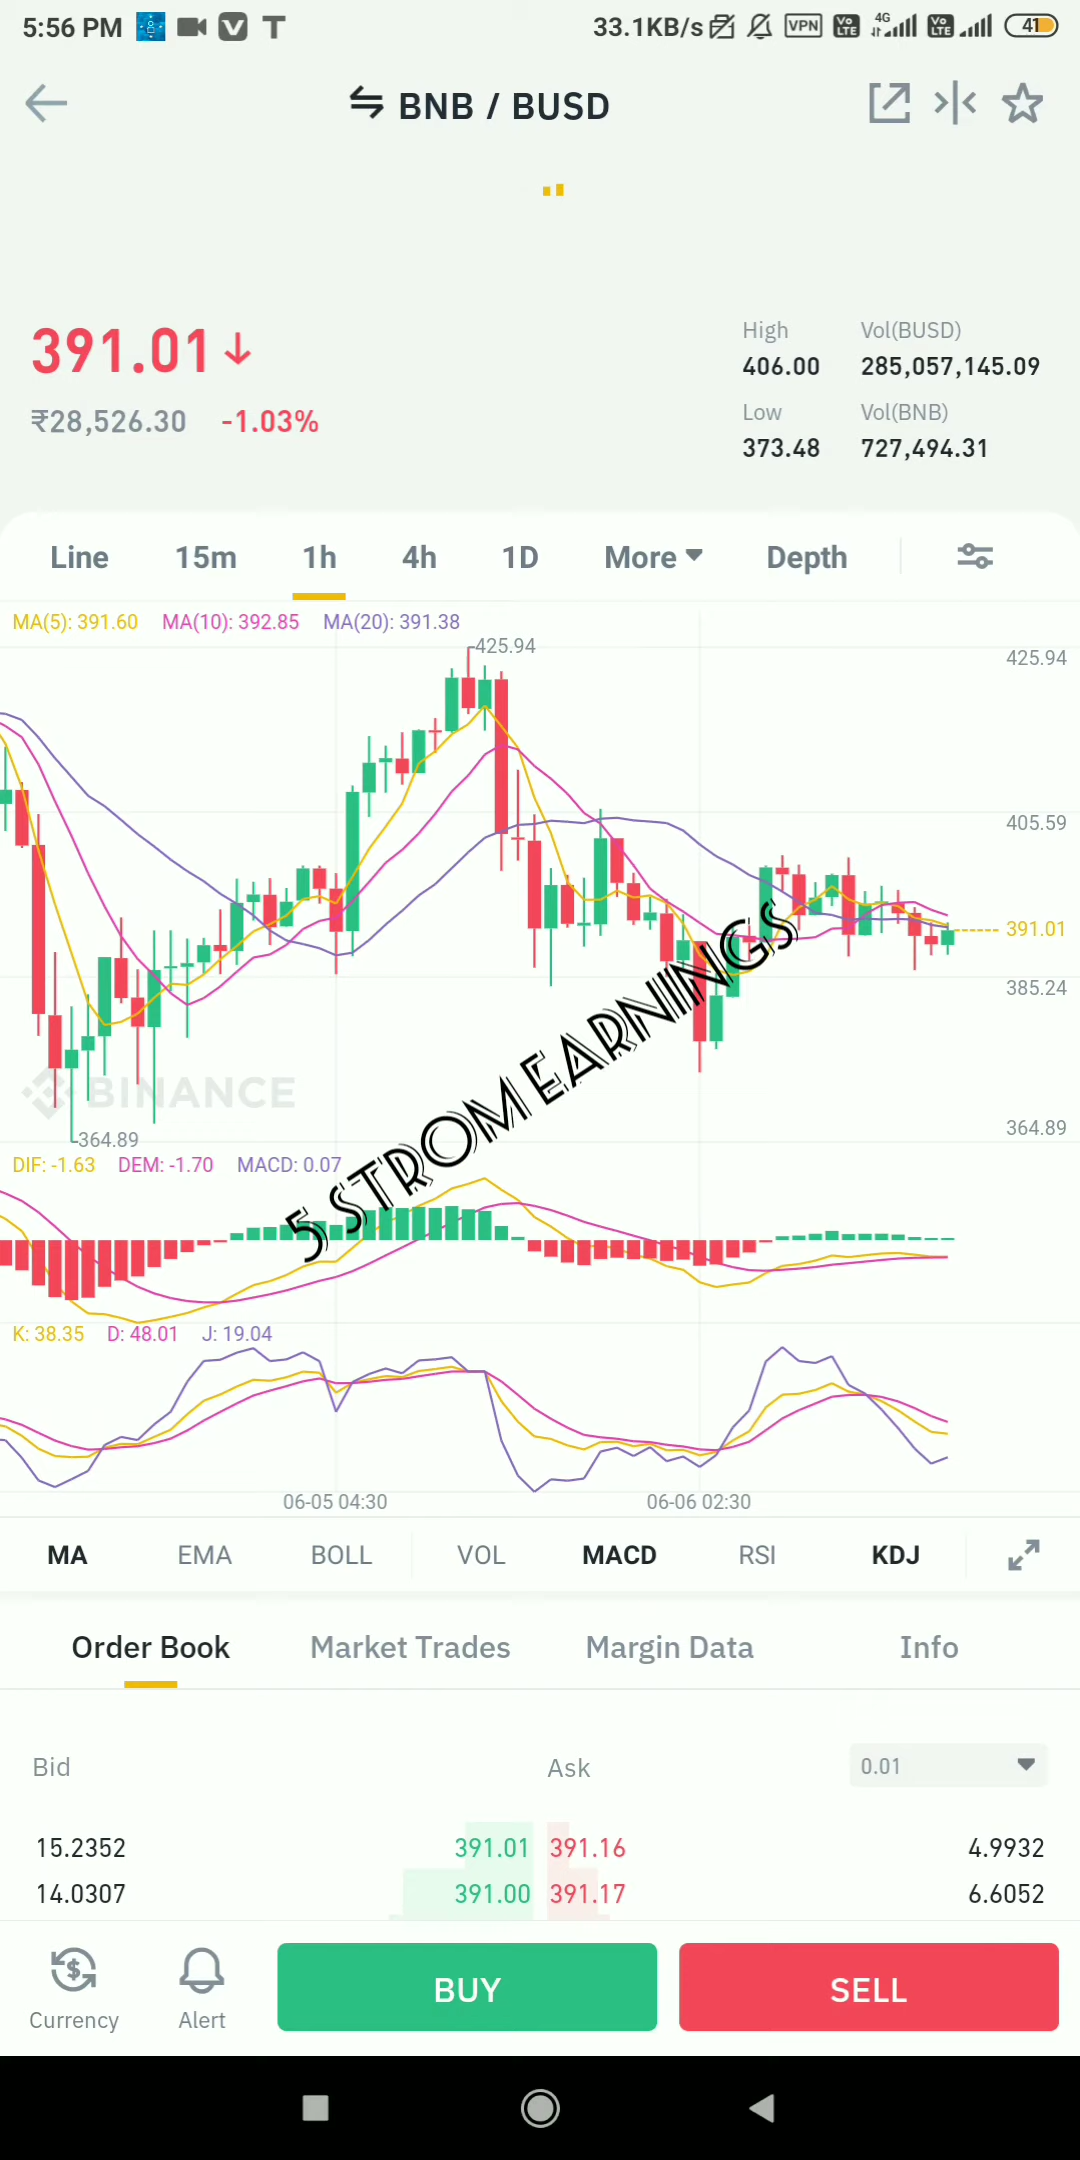 5:56 PM V T 33.1KB/s VPN Vo LTE 4G Vo LTE 41
BNB / BUSD
391.01↓
₹28,526.30 -1.03%
High Vol(BUSD)
406.00 285,057,145.09
Low Vol(BNB)
373.48 727,494.31
Line 15m 1h 4h 1D More Depth
MA(5): 391.60 MA(10): 392.85 MA(20): 391.38
425.94
425.94
405.59
391.01
385.24
BINANCE
364.89
364.89
5 STROM EARNINGS
DIF: -1.63 DEM: -1.70 MACD: 0.07
K: 38.35 D: 48.01 J: 19.04
06-05 04:30 06-06 02:30
MA EMA BOLL VOL MACD RSI KDJ
Order Book Market Trades Margin Data Info
Bid Ask 0.01
15.2352 391.01 391.16 4.9932
14.0307 391.00 391.17 6.6052
Currency Alert BUY SELL